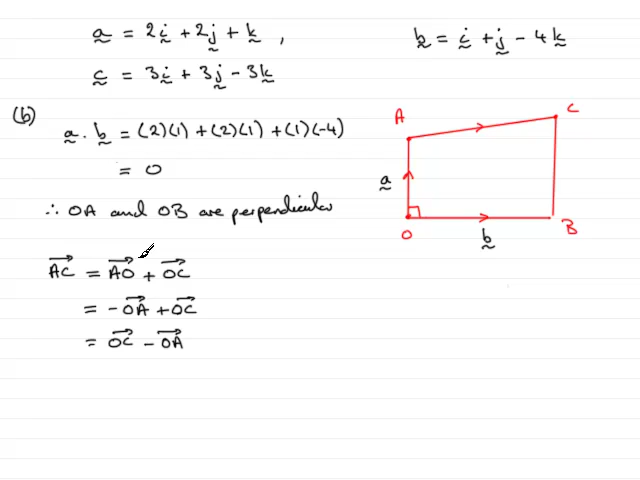 a = 2i + 2j + k ,
b = i + j - 4k
c = 3i + 3j - 3k
(b)
a . b = (2)(1) + (2)(1) + (1)(-4)
= 0
∴ OA and OB are perpendicular
AC = AO + OC
= - OA + OC
= OC - OA
A
C
a
O
b
B